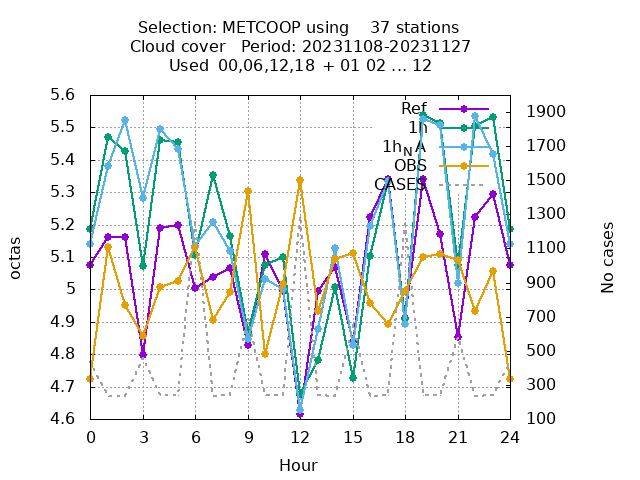 Selection: METCOOP using    37 stations
Cloud cover   Period: 20231108-20231127
Used  00,06,12,18  + 01 02 ... 12
5.6
5.5
5.4
5.3
5.2
5.1
5
4.9
4.8
4.7
4.6
octas
Ref
1h
1h_N A
OBS
CASES
1900
1700
1500
1300
1100
900
700
500
300
100
No cases
0 3 6 9 12 15 18 21 24
Hour